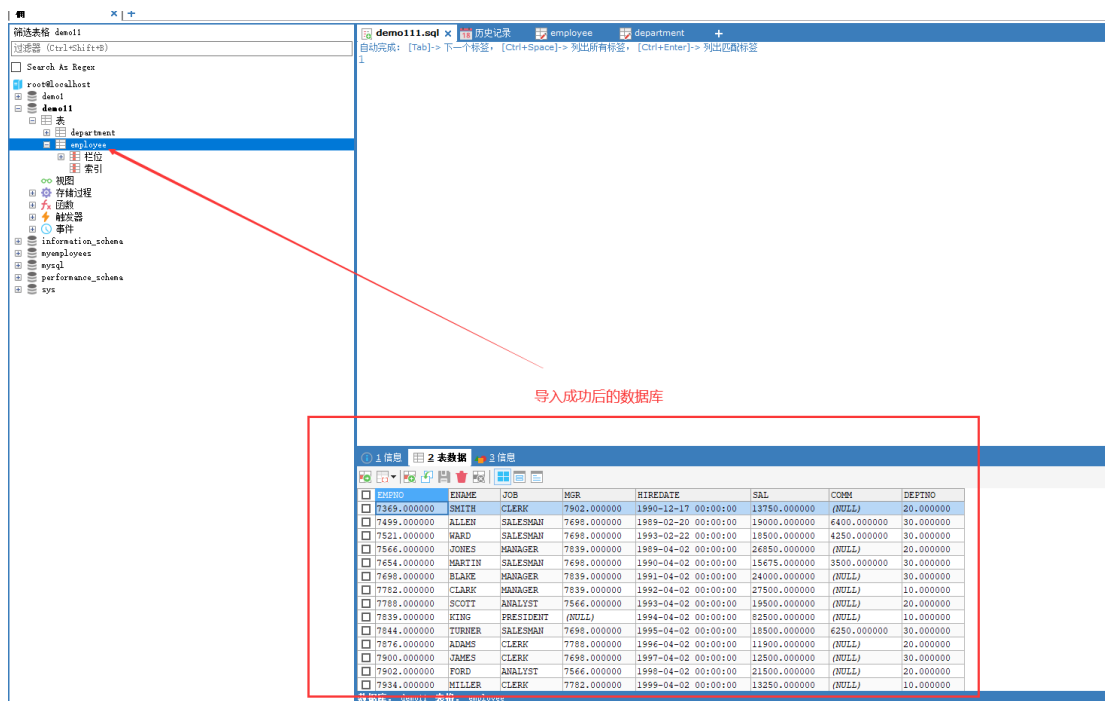 筛选表格 demo11
过滤器 (Ctrl+Shift+B)
Search As Regex
root@localhost
demo1
demo11
表
department
employee
栏位
索引
视图
存储过程
函数
触发器
事件
information_schema
myemployees
mysql
performance_schema
sys
demo111.sql 历史记录 employee department
自动完成: [Tab]-> 下一个标签, [Ctrl+Space]-> 列出所有标签, [Ctrl+Enter]-> 列出匹配标签
1
导入成功后的数据库
1 信息 2 表数据 3 信息
EMPNO ENAME JOB MGR HIREDATE SAL COMM DEPTNO
7369.000000 SMITH CLERK 7902.000000 1990-12-17 00:00:00 13750.000000 (NULL) 20.000000
7499.000000 ALLEN SALESMAN 7698.000000 1989-02-20 00:00:00 19000.000000 6400.000000 30.000000
7521.000000 WARD SALESMAN 7698.000000 1993-02-22 00:00:00 18500.000000 4250.000000 30.000000
7566.000000 JONES MANAGER 7839.000000 1989-04-02 00:00:00 26850.000000 (NULL) 20.000000
7654.000000 MARTIN SALESMAN 7698.000000 1990-04-02 00:00:00 15675.000000 3500.000000 30.000000
7698.000000 BLAKE MANAGER 7839.000000 1991-04-02 00:00:00 24000.000000 (NULL) 30.000000
7782.000000 CLARK MANAGER 7839.000000 1992-04-02 00:00:00 27500.000000 (NULL) 10.000000
7788.000000 SCOTT ANALYST 7566.000000 1993-04-02 00:00:00 19500.000000 (NULL) 20.000000
7839.000000 KING PRESIDENT (NULL) 1994-04-02 00:00:00 82500.000000 (NULL) 10.000000
7844.000000 TURNER SALESMAN 7698.000000 1995-04-02 00:00:00 18500.000000 6250.000000 30.000000
7876.000000 ADAMS CLERK 7788.000000 1996-04-02 00:00:00 11900.000000 (NULL) 20.000000
7900.000000 JAMES CLERK 7698.000000 1997-04-02 00:00:00 12500.000000 (NULL) 30.000000
7902.000000 FORD ANALYST 7566.000000 1998-04-02 00:00:00 21500.000000 (NULL) 20.000000
7934.000000 MILLER CLERK 7782.000000 1999-04-02 00:00:00 13250.000000 (NULL) 10.000000